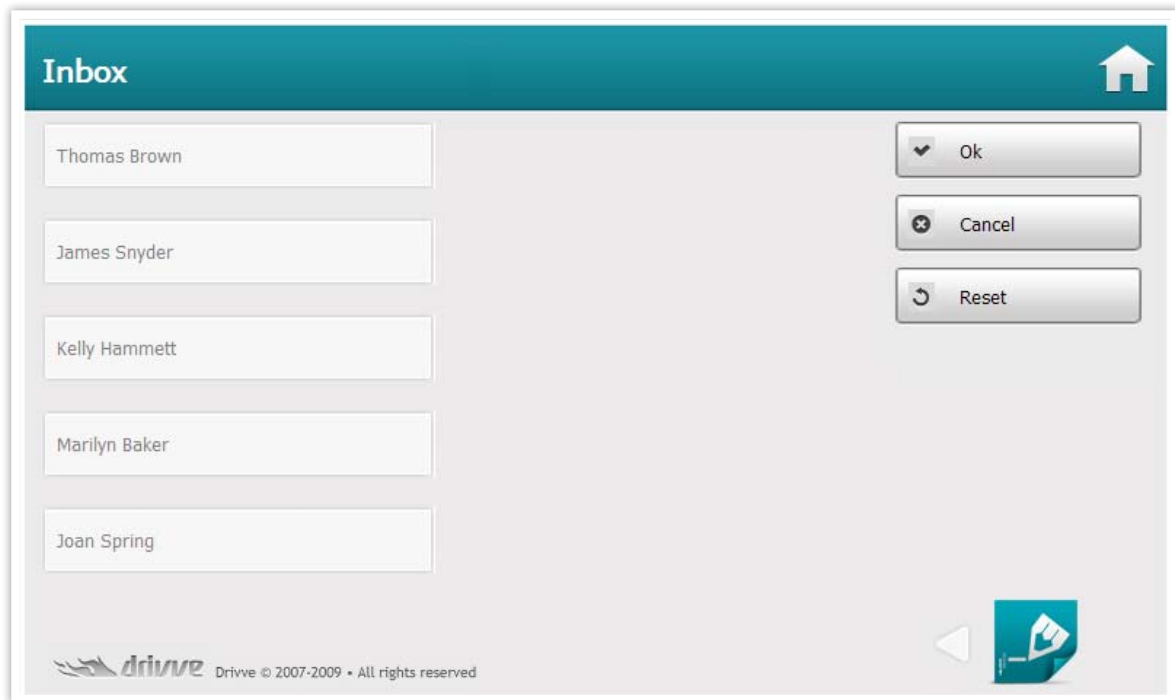 Inbox
Thomas Brown
Ok
Cancel
James Snyder
Reset
Kelly Hammett
Marilyn Baker
Joan Spring
drivve Drivve © 2007-2009 • All rights reserved